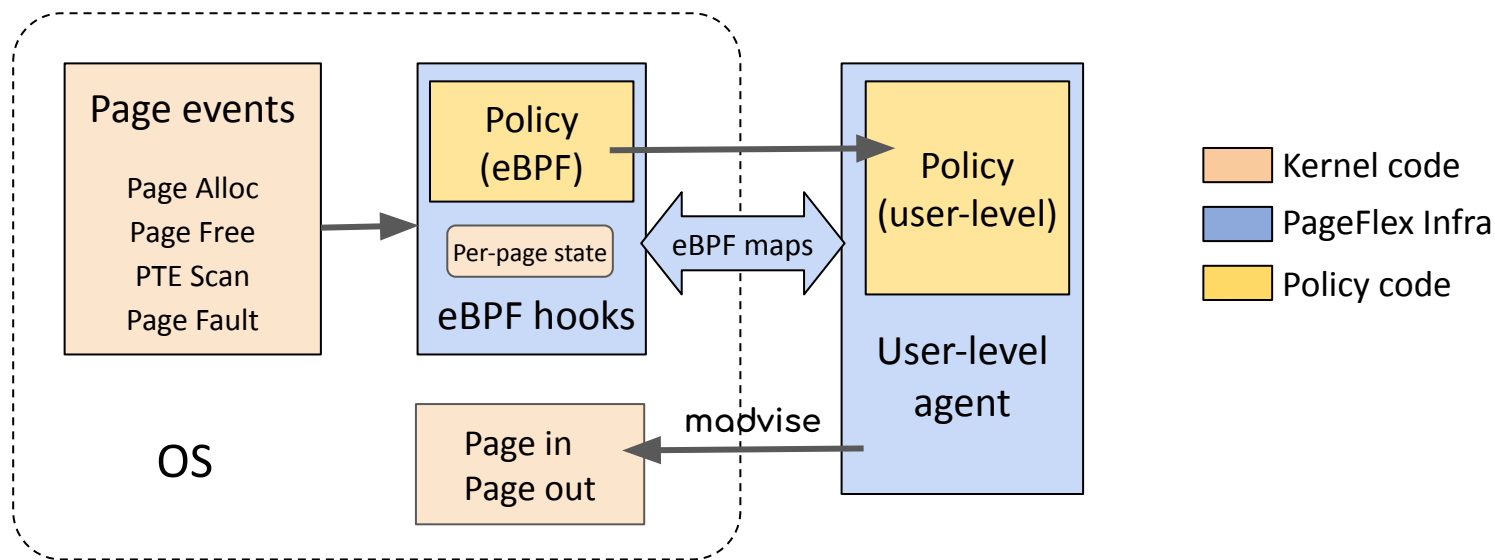 Page events
Page Alloc
Page Free
PTE Scan
Page Fault
Policy
(eBPF)
Per-page state
eBPF hooks
eBPF maps
Policy
(user-level)
User-level
agent
madvise
Page in
Page out
OS
Kernel code
PageFlex Infra
Policy code